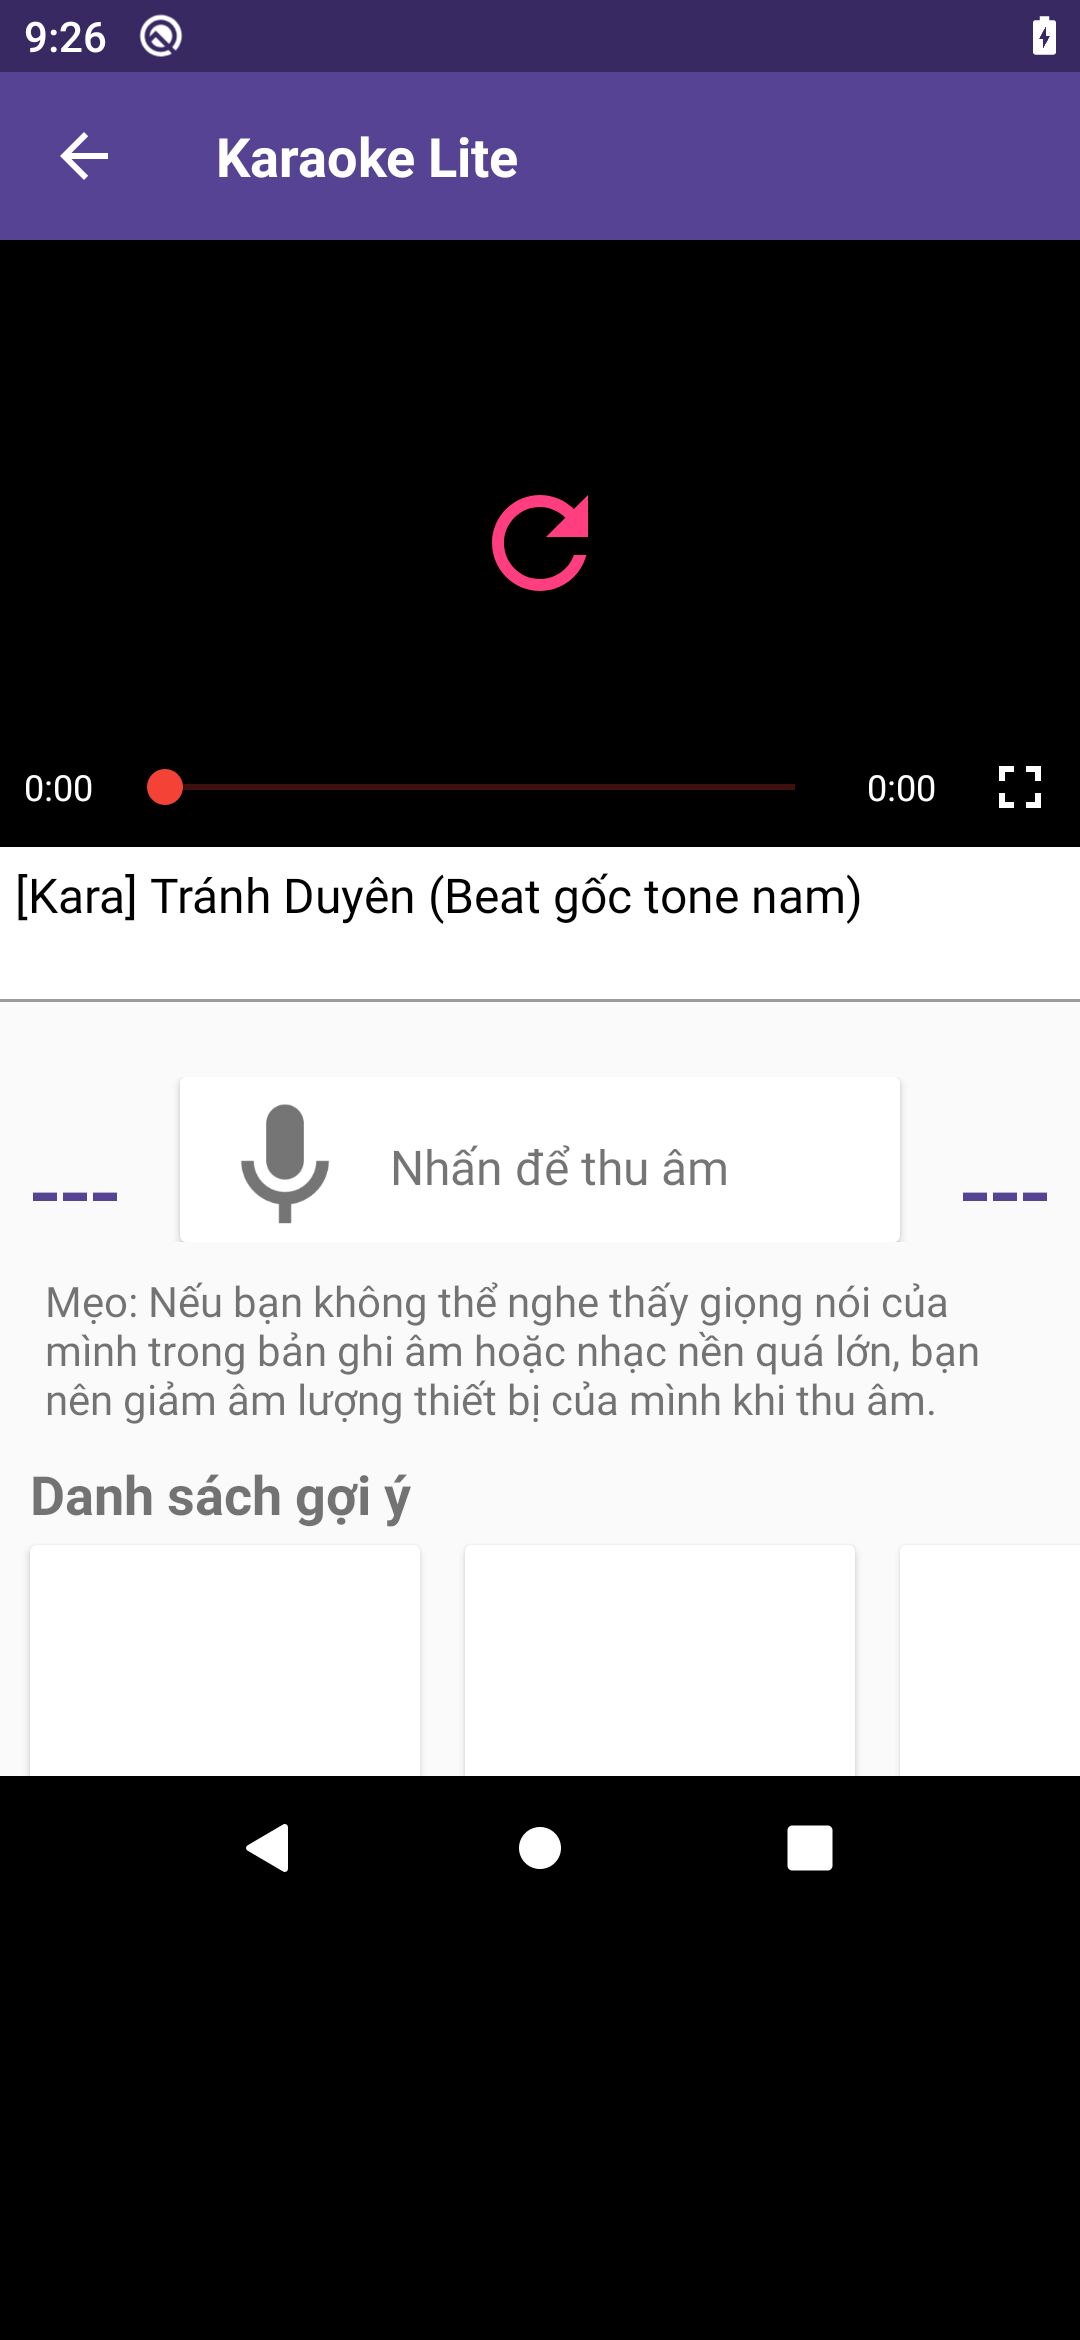 9:26
Karaoke Lite
0:00
0:00
[Kara] Tránh Duyên (Beat gốc tone nam)
---
Nhấn để thu âm
---
Mẹo: Nếu bạn không thể nghe thấy giọng nói của
mình trong bản ghi âm hoặc nhạc nền quá lớn, bạn
nên giảm âm lượng thiết bị của mình khi thu âm.
Danh sách gợi ý